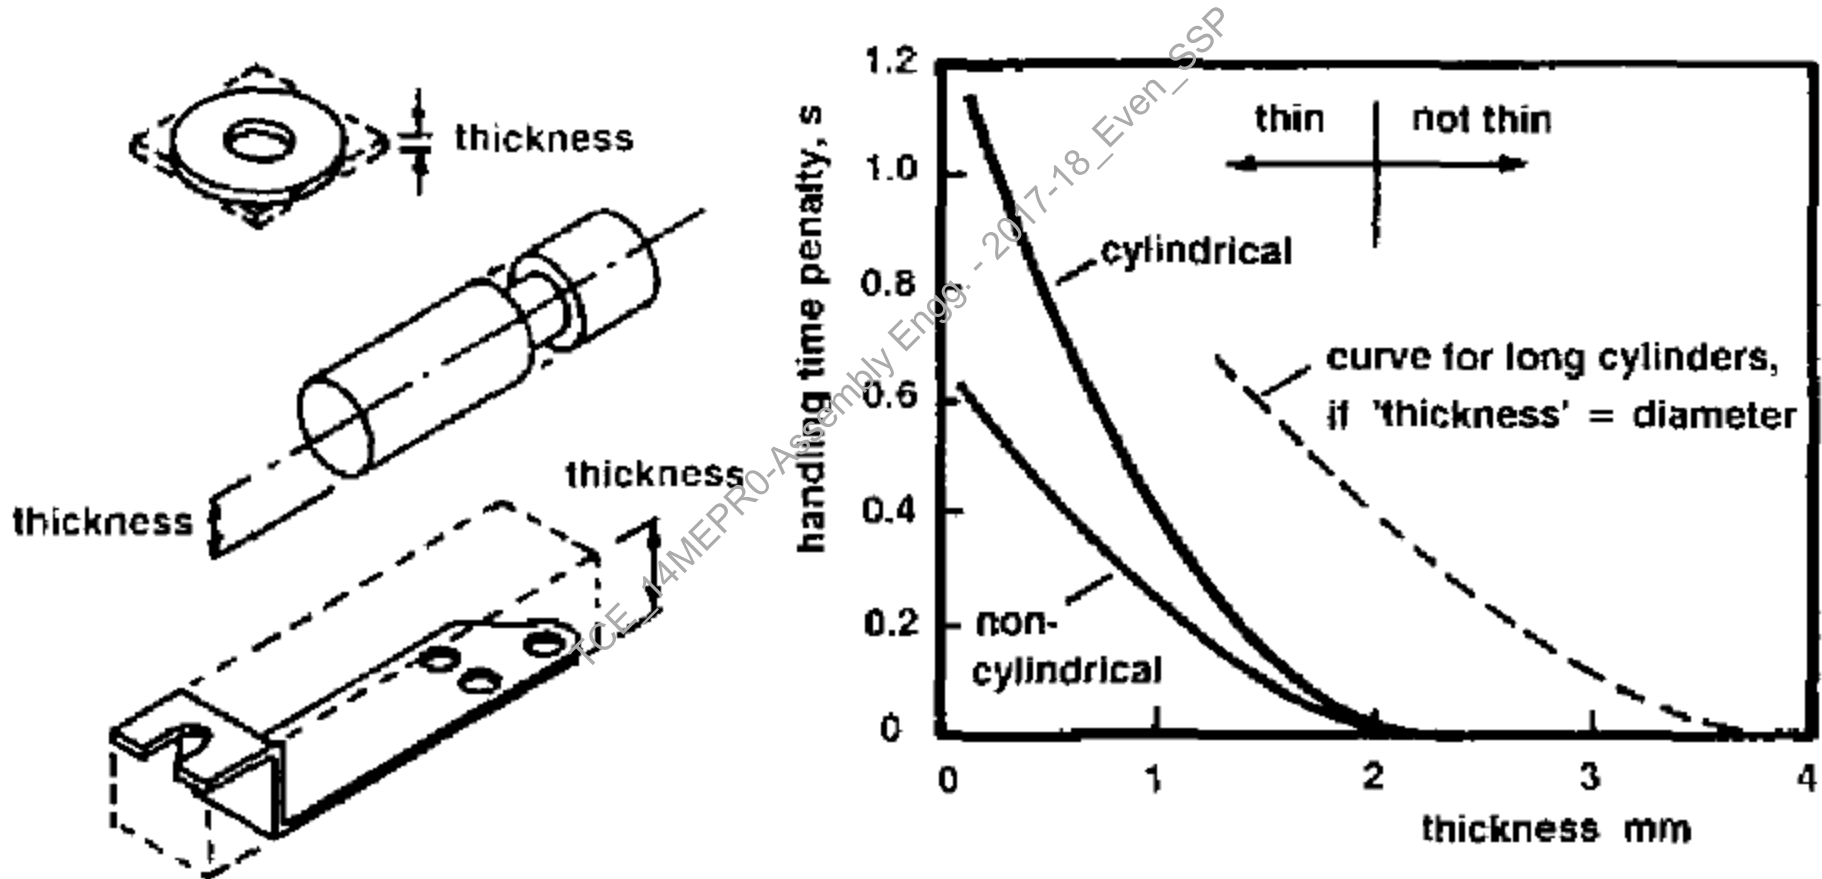 thickness
thickness
thickness
handling time penalty, s
1.2
1.0
0.8
0.6
0.4
0.2
0
thin
not thin
cylindrical
curve for long cylinders,
if 'thickness' = diameter
non-
cylindrical
0
1
2
3
4
thickness mm
TCE_14MEPR0-Assembly Engg. - 2017-18_Even_SSP